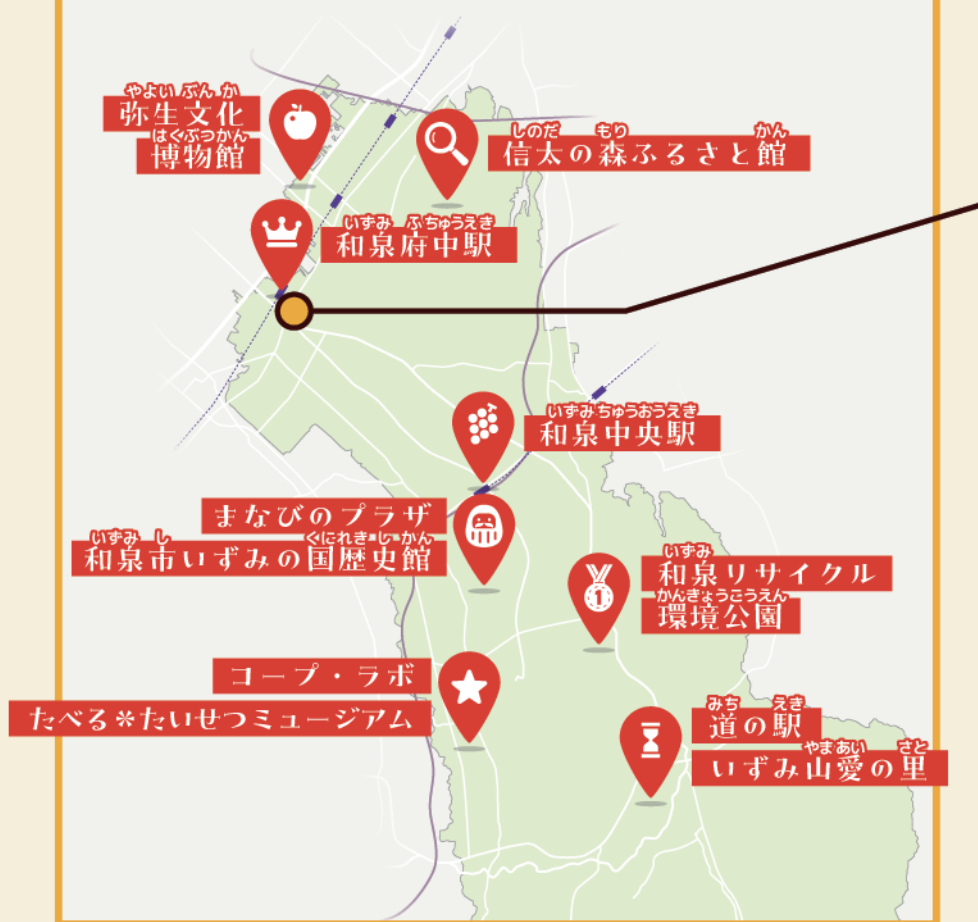 やよいぶんか
弥生文化
はくぶつかん
博物館
しのだ もり かん
信太の森ふるさと館
いずみ ふちゅうえき
和泉府中駅
いずみちゅうおうえき
和泉中央駅
まなびのプラザ
いずみ し くにれきしかん
和泉市いずみの国歴史館
いずみ
和泉リサイクル
かんきょうこうえん
環境公園
1
コープ・ラボ
たべる＊たいせつミュージアム
みち えき
道の駅
やまあい さと
いずみ山愛の里